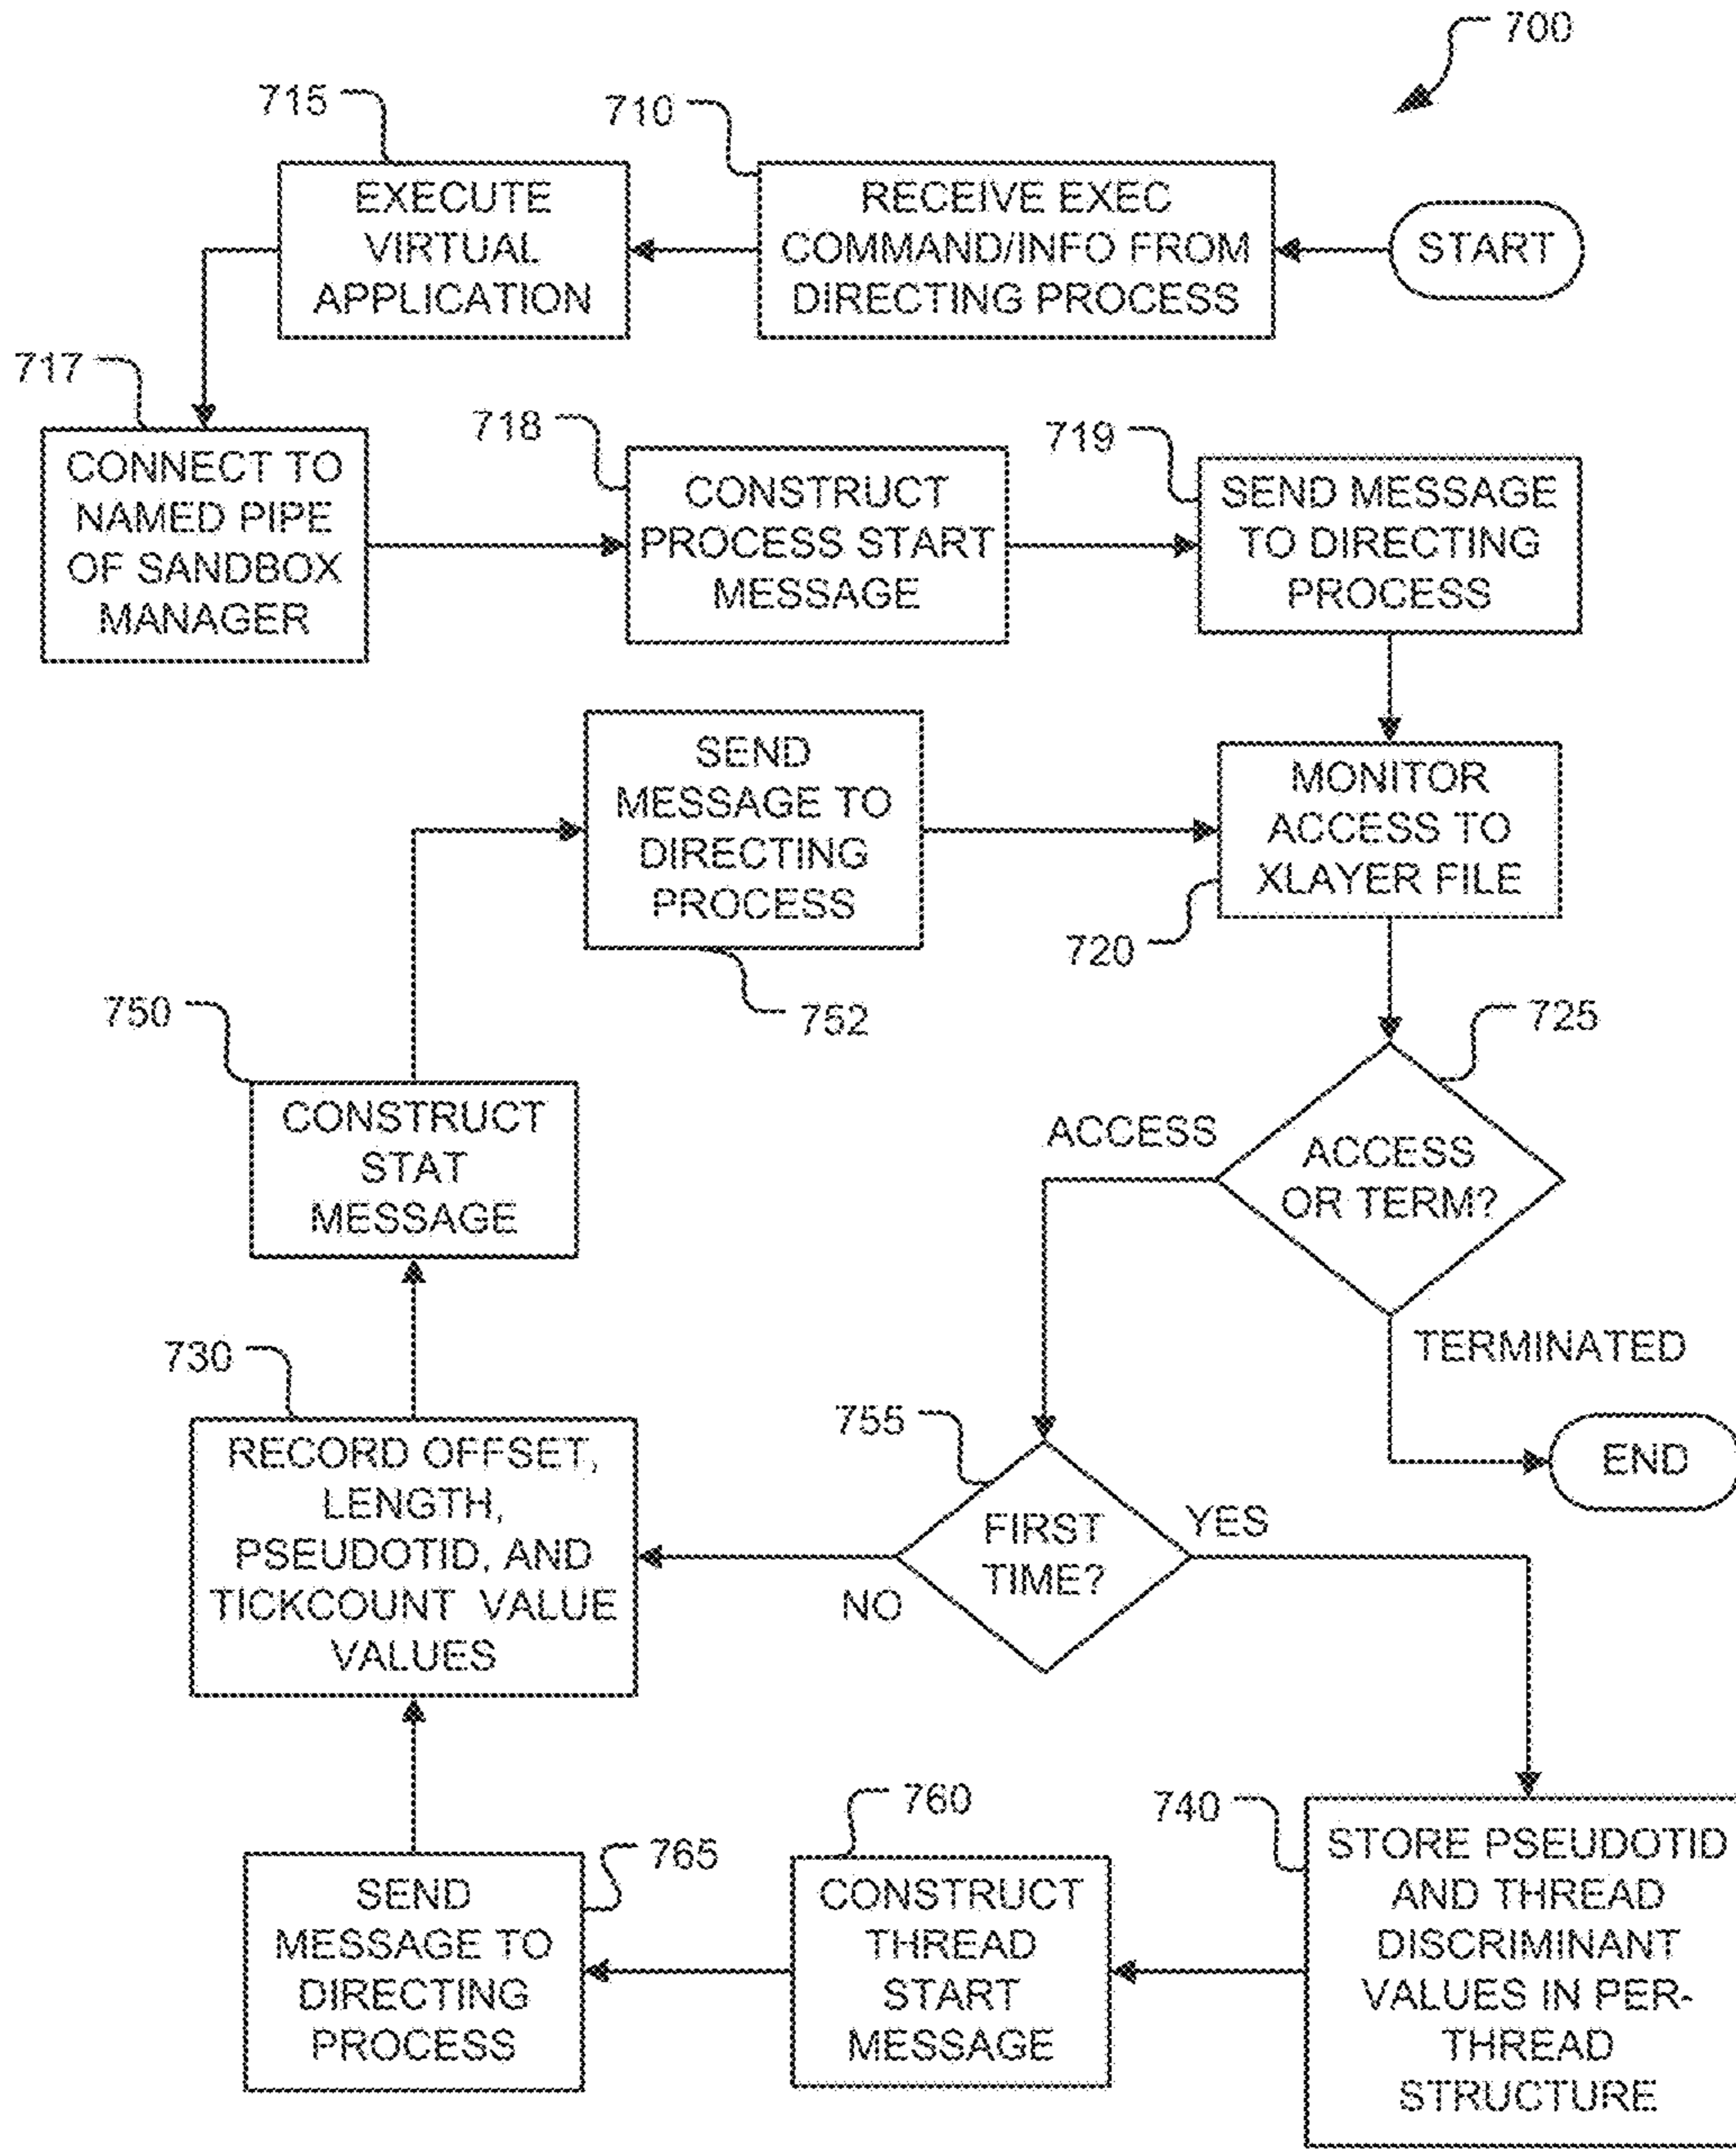 700
715
710
EXECUTE
VIRTUAL
APPLICATION
RECEIVE EXEC
COMMAND/INFO FROM
DIRECTING PROCESS
START
717
718
719
CONNECT TO
NAMED PIPE
OF SANDBOX
MANAGER
CONSTRUCT
PROCESS START
MESSAGE
SEND MESSAGE
TO DIRECTING
PROCESS
SEND
MESSAGE TO
DIRECTING
PROCESS
752
MONITOR
ACCESS TO
XLAYER FILE
720
750
CONSTRUCT
STAT
MESSAGE
725
ACCESS
ACCESS
OR TERM?
TERMINATED
END
730
RECORD OFFSET,
LENGTH,
PSEUDOTID, AND
TICKCOUNT VALUE
VALUES
755
FIRST
TIME?
YES
NO
765
SEND
MESSAGE TO
DIRECTING
PROCESS
760
CONSTRUCT
THREAD
START
MESSAGE
740
STORE PSEUDOTID
AND THREAD
DISCRIMINANT
VALUES IN PER-
THREAD
STRUCTURE